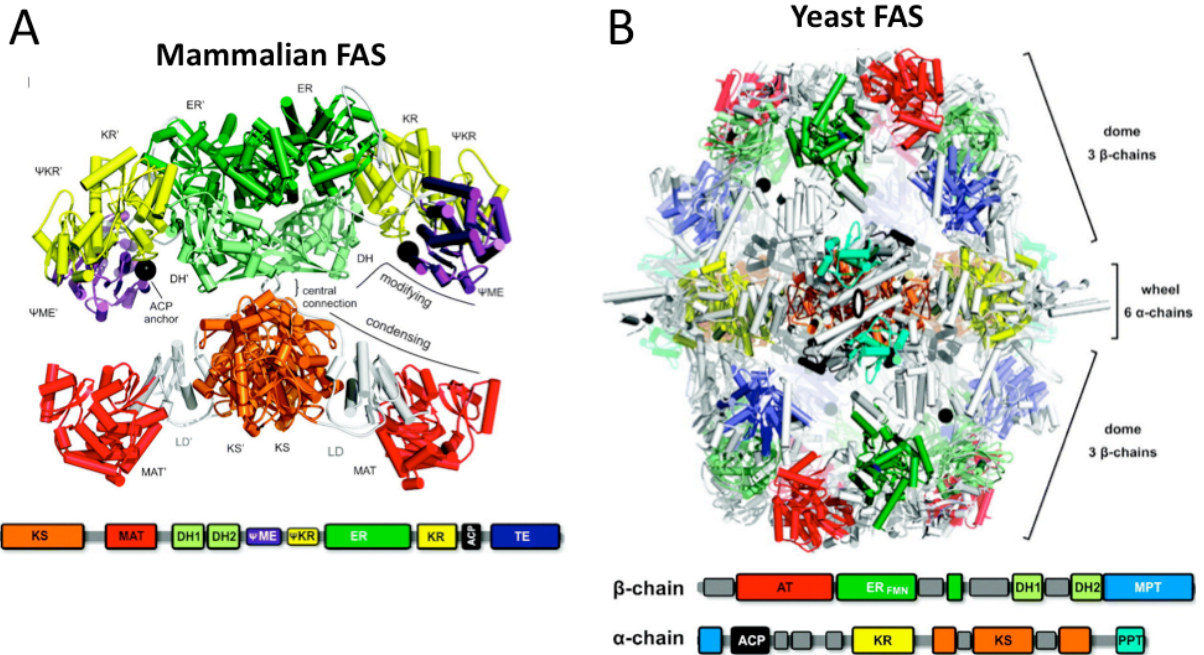 A
Mammalian FAS
ER'
ER
KR'
KR
ΨKR'
ΨKR
DH'
DH
ΨME'
ACP
anchor
central
connection
modifying
ΨME
condensing
LD'
KS'
KS
LD
MAT'
MAT
KS
MAT
DH1
DH2
ΨME
ΨKR
ER
KR
ACP
TE
B
Yeast FAS
dome
3 β-chains
wheel
6 α-chains
dome
3 β-chains
β-chain
AT
ER FMN
DH1
DH2
MPT
α-chain
ACP
KR
KS
PPT